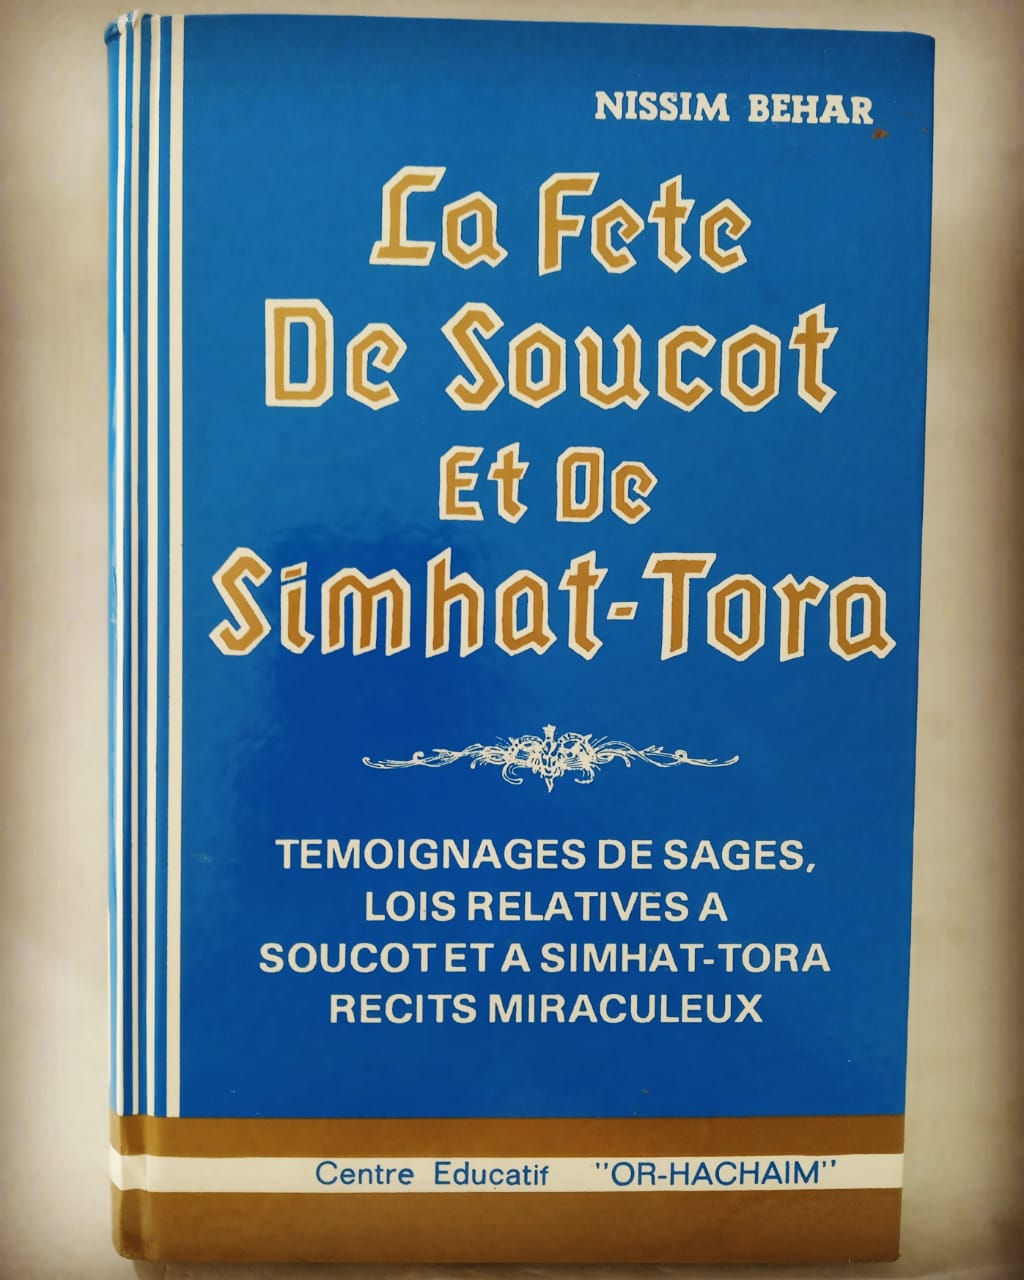 NISSIM BEHAR
La Fete
De Soucot
Et De
Simhat-Tora
TEMOIGNAGES DE SAGES,
LOIS RELATIVES A
SOUCOT ET A SIMHAT-TORA
RECITS MIRACULEUX
Centre Educatif "OR-HACHAIM"